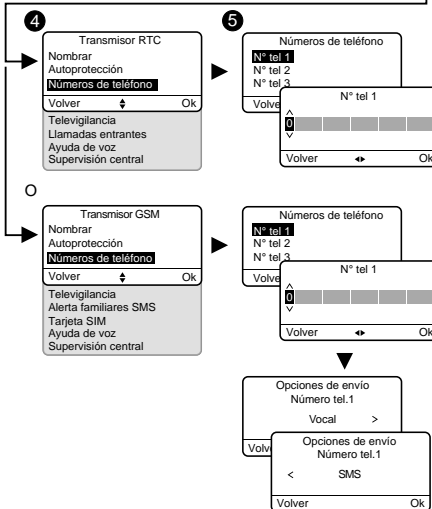 4
Transmisor RTC
Nombrar
Autoprotección
Números de teléfono
Volver Ok
Televigilancia
Llamadas entrantes
Ayuda de voz
Supervisión central
5
Números de teléfono
N° tel 1
N° tel 2
N° tel 3
Volve
N° tel 1
0
Volver Ok
O
Transmisor GSM
Nombrar
Autoprotección
Números de teléfono
Volver Ok
Televigilancia
Alerta familiares SMS
Tarjeta SIM
Ayuda de voz
Supervisión central
Números de teléfono
N° tel 1
N° tel 2
N° tel 3
Volve
N° tel 1
0
Volver Ok
Opciones de envío
Número tel.1
Vocal >
Volv
Opciones de envío
Número tel.1
< SMS
Volver Ok